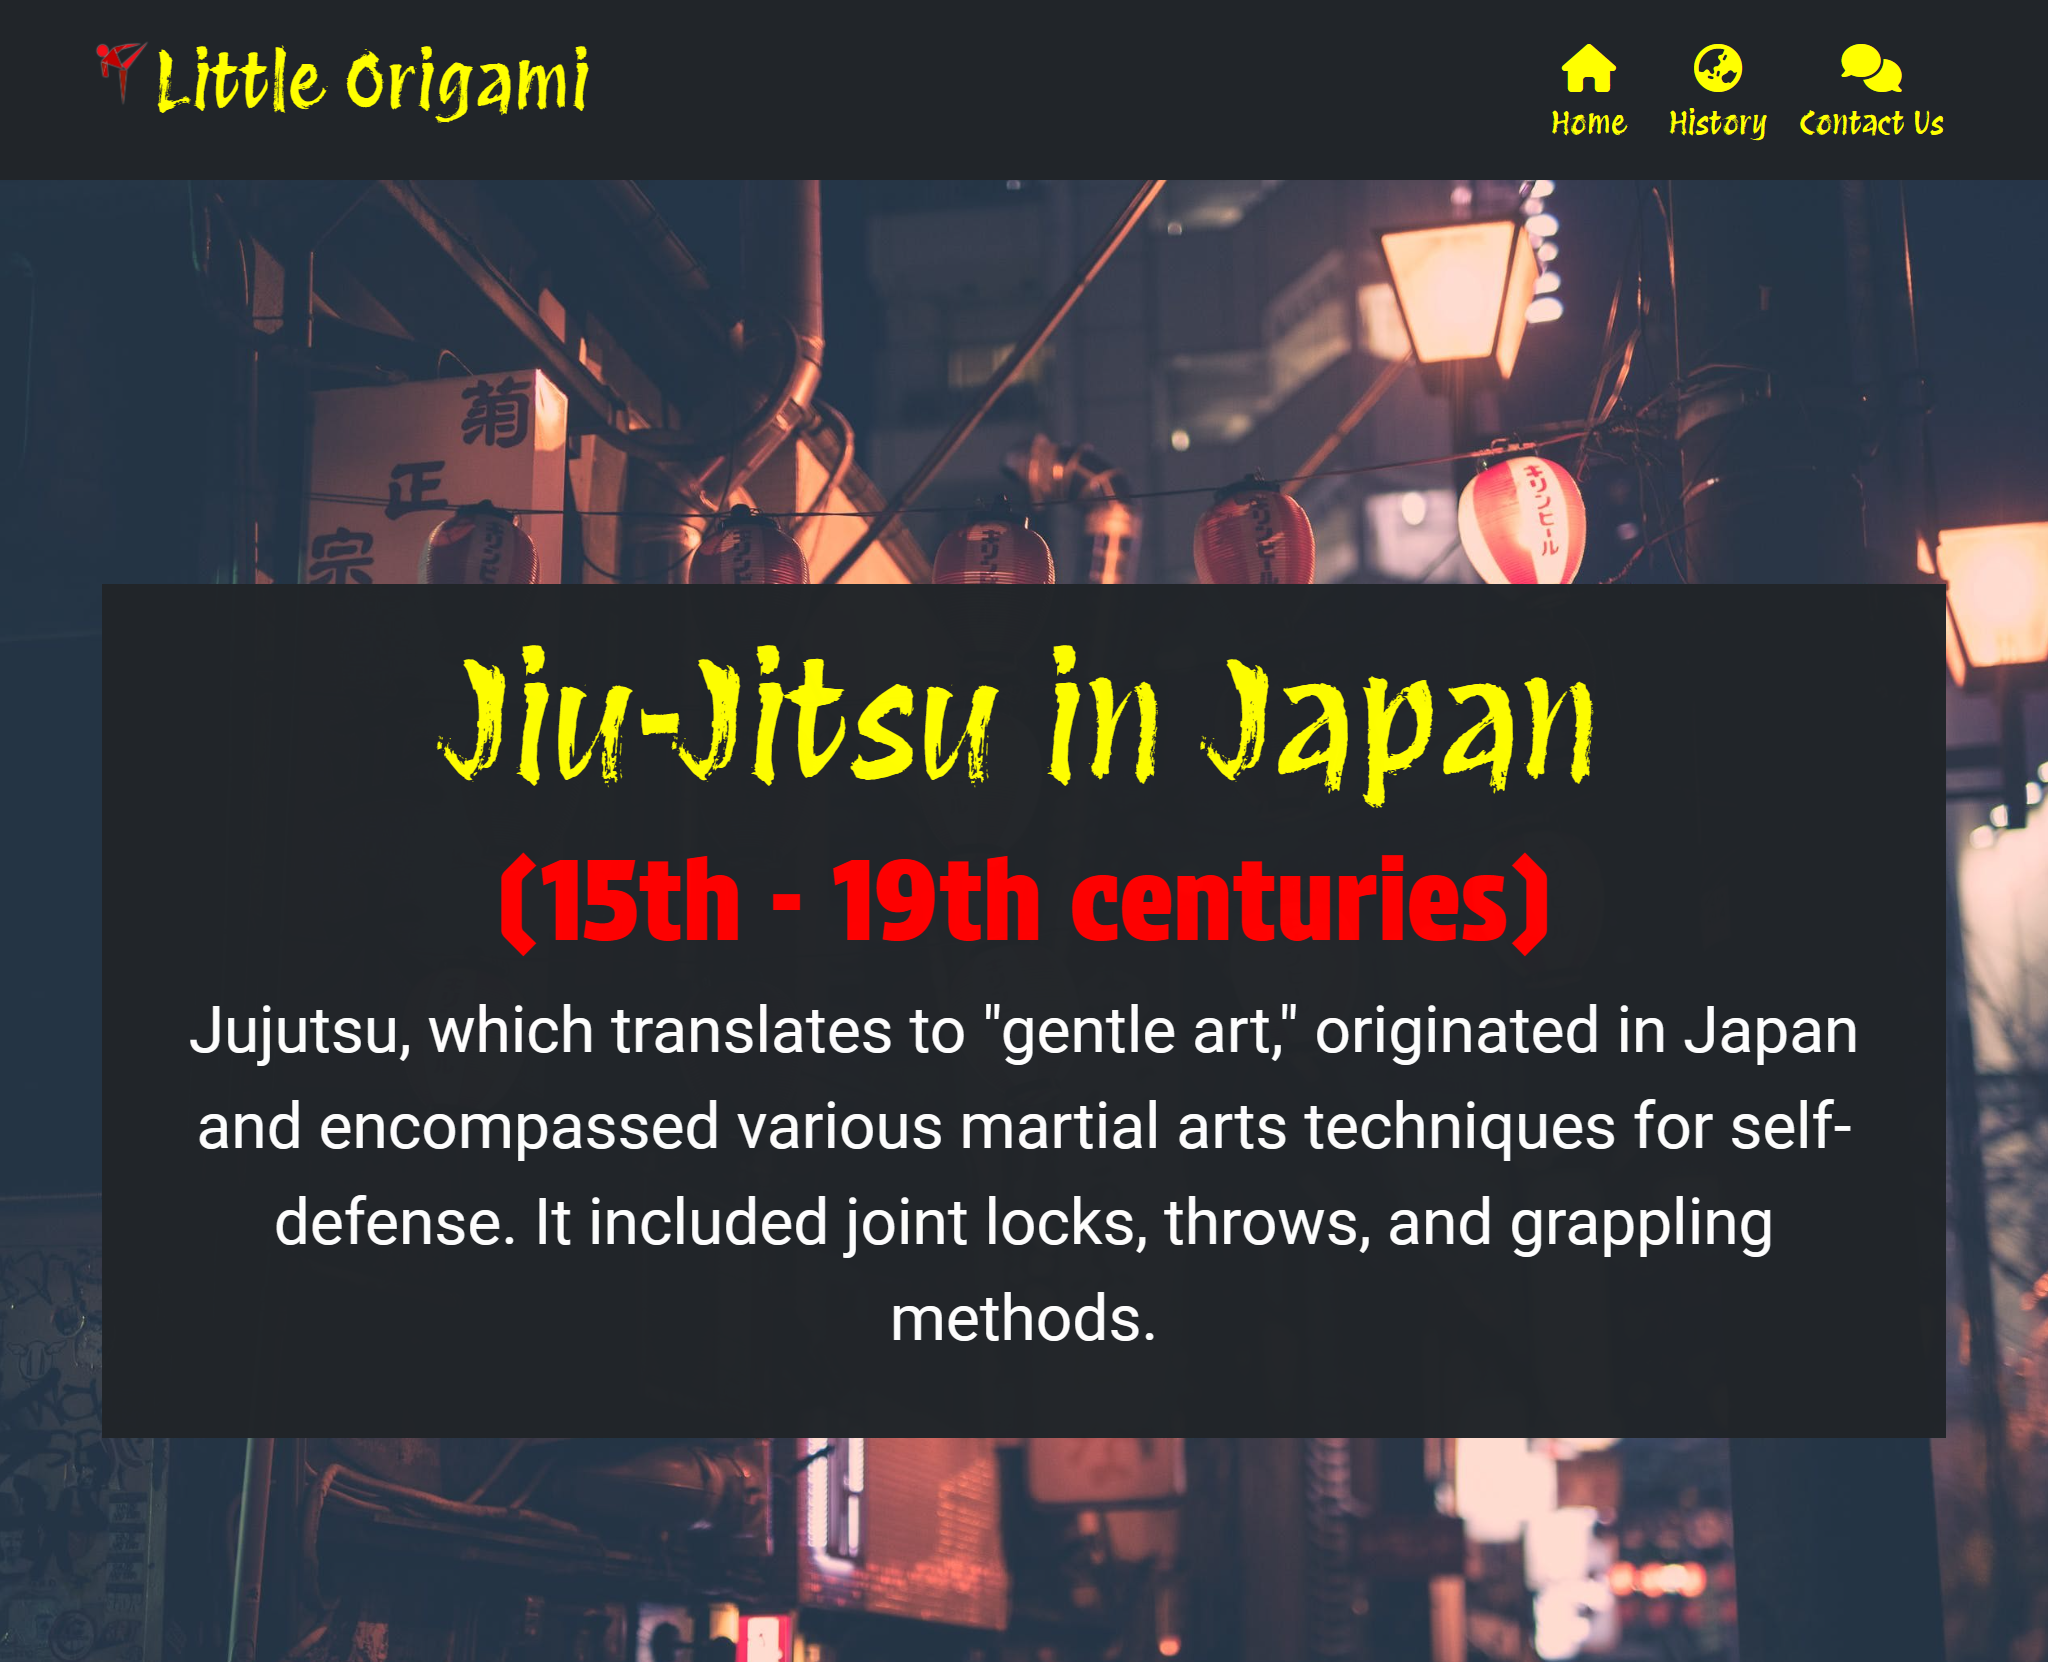 Little Origami
Home
History
Contact Us
菊
正
宗
キリンビール
Jiu-Jitsu in Japan
(15th - 19th centuries)
Jujutsu, which translates to "gentle art," originated in Japan
and encompassed various martial arts techniques for self-
defense. It included joint locks, throws, and grappling
methods.